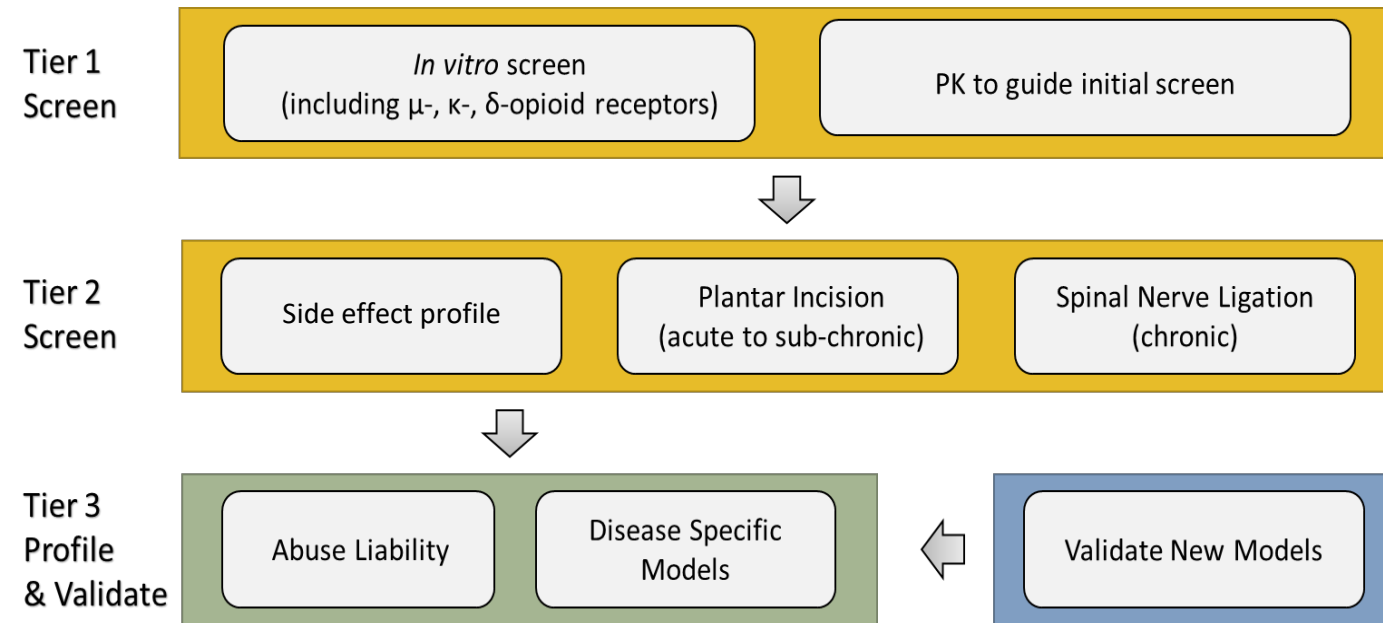 Tier 1
Screen
In vitro screen
(including μ-, κ-, δ-opioid receptors)
PK to guide initial screen
Tier 2
Screen
Side effect profile
Plantar Incision
(acute to sub-chronic)
Spinal Nerve Ligation
(chronic)
Tier 3
Profile
& Validate
Abuse Liability
Disease Specific
Models
Validate New Models